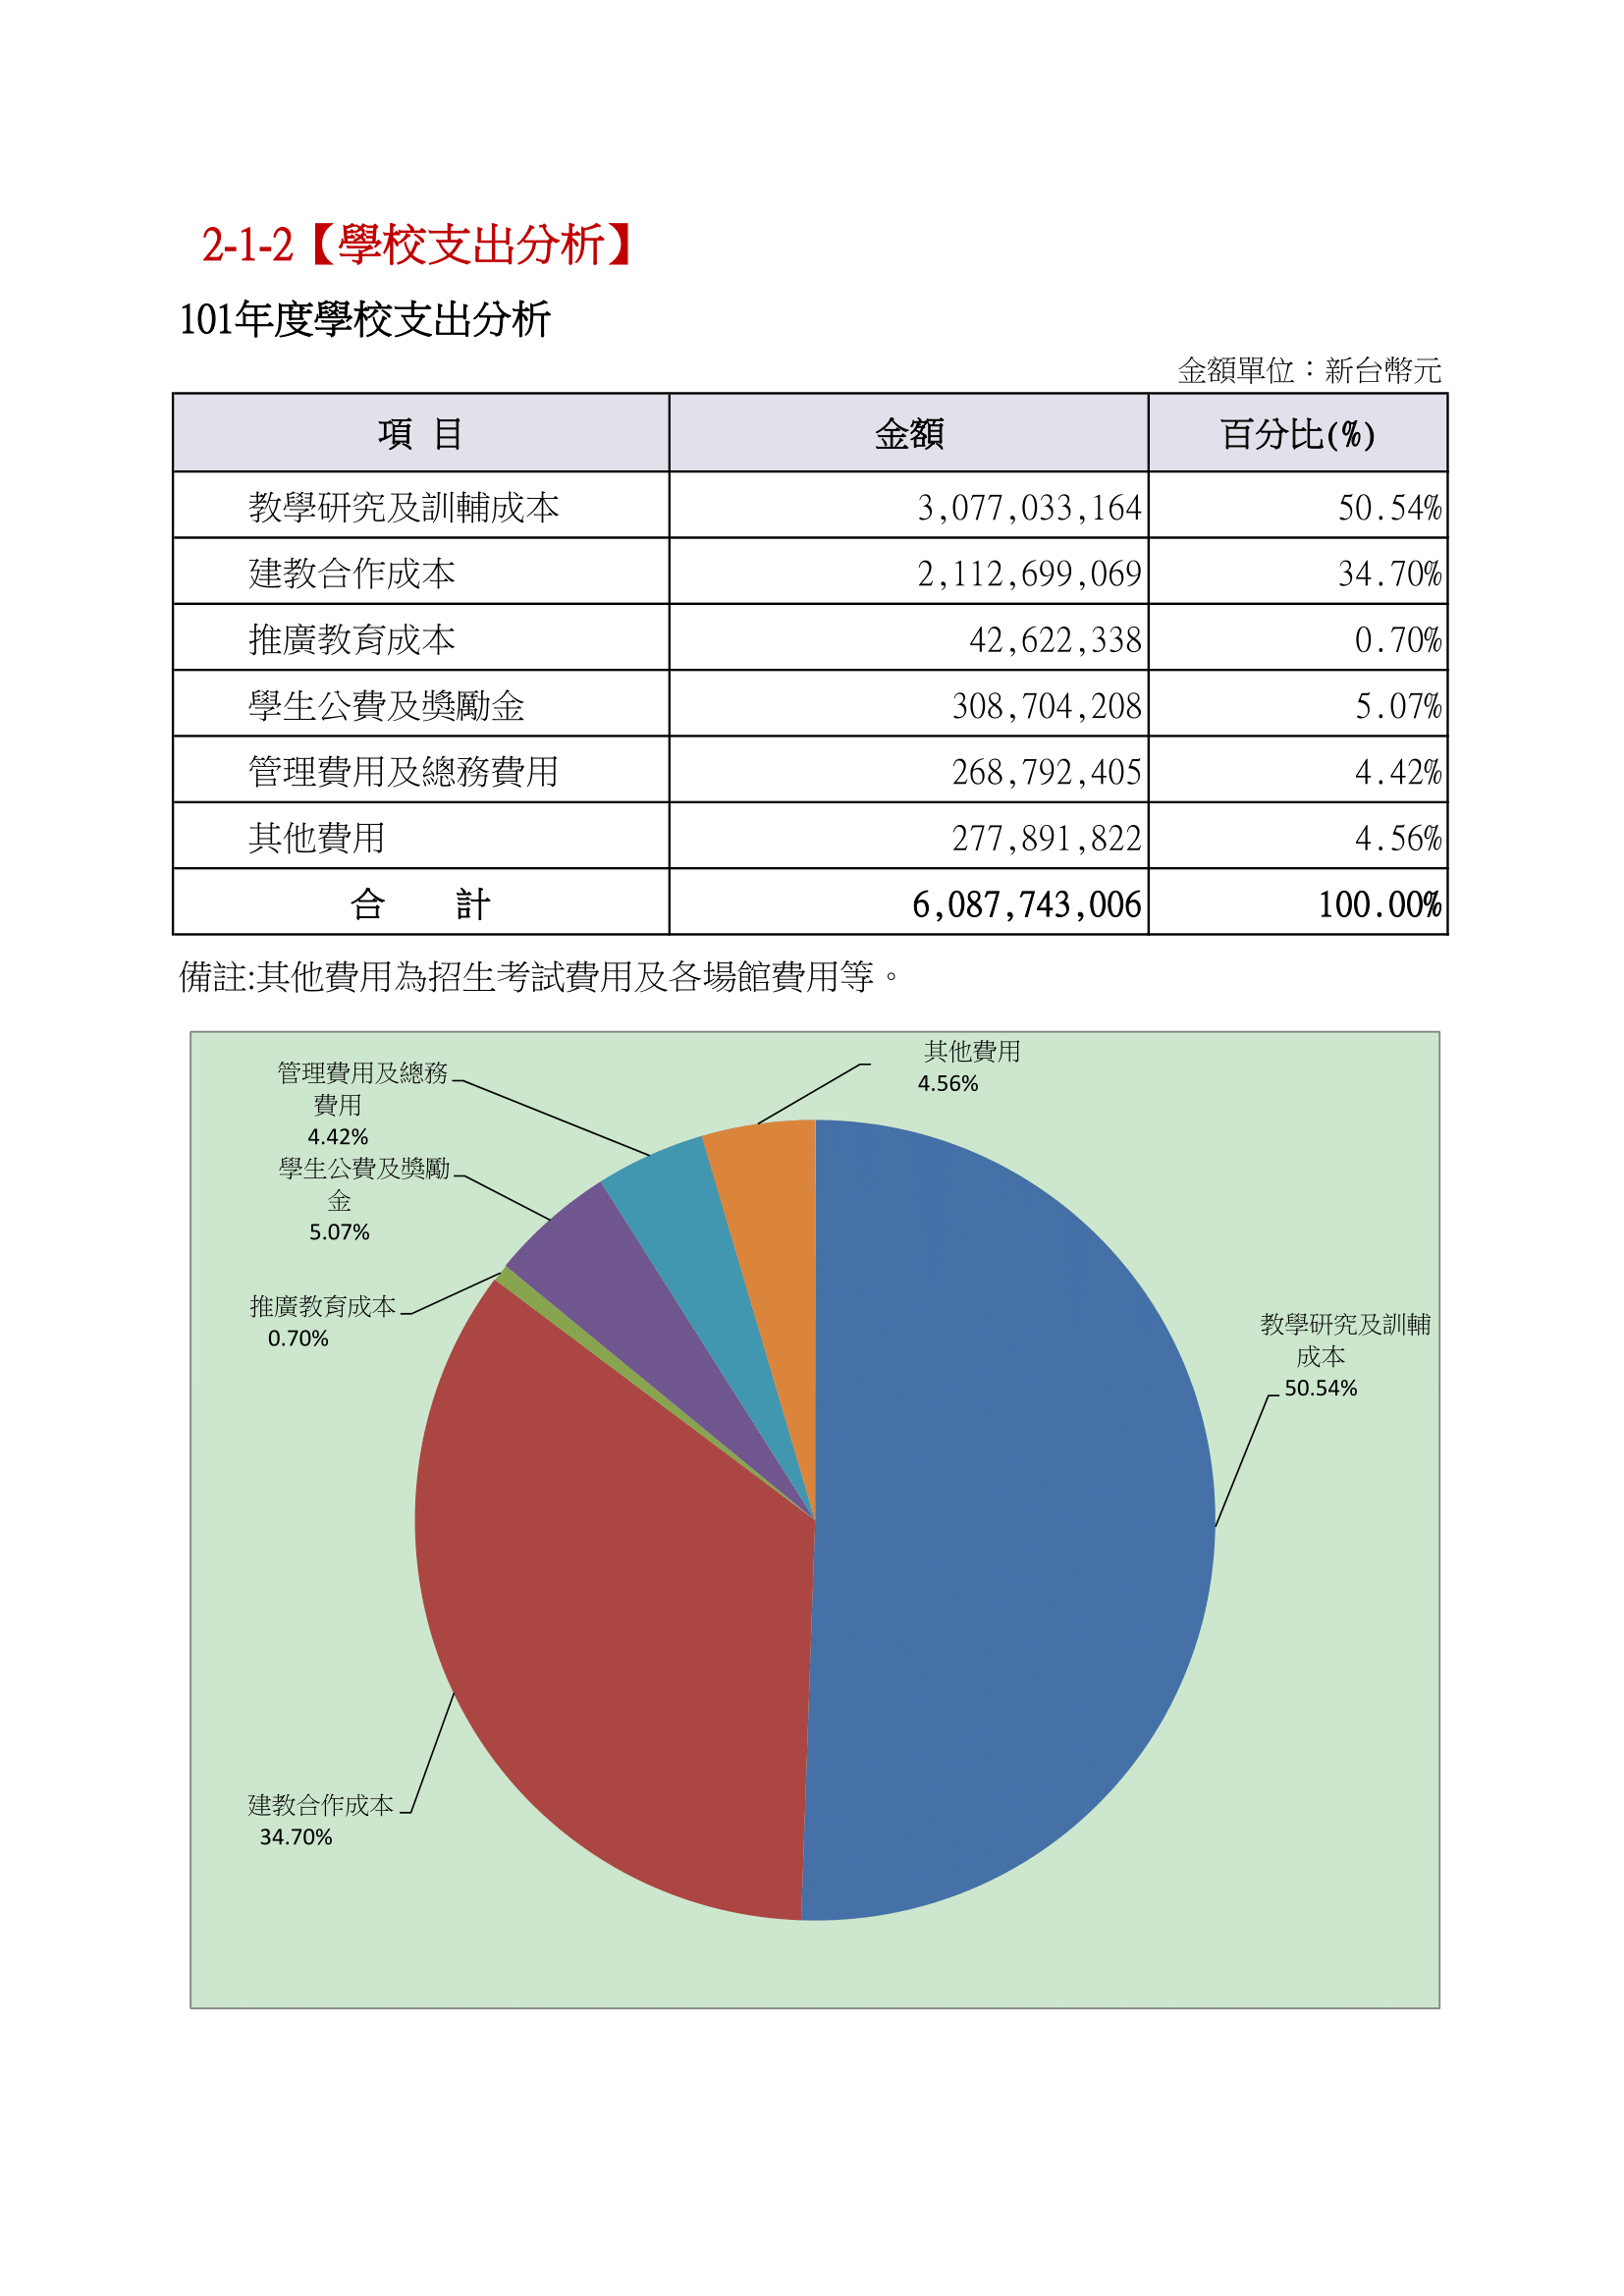 2-1-2【學校支出分析】
101年度學校支出分析
金額單位：新台幣元
項 目 金額 百分比(%)
教學研究及訓輔成本 3,077,033,164 50.54%
建教合作成本 2,112,699,069 34.70%
推廣教育成本 42,622,338 0.70%
學生公費及獎勵金 308,704,208 5.07%
管理費用及總務費用 268,792,405 4.42%
其他費用 277,891,822 4.56%
合 計 6,087,743,006 100.00%
備註:其他費用為招生考試費用及各場館費用等。
其他費用
4.56%
管理費用及總務
費用
4.42%
學生公費及獎勵
金
5.07%
推廣教育成本
0.70%
教學研究及訓輔
成本
50.54%
建教合作成本
34.70%